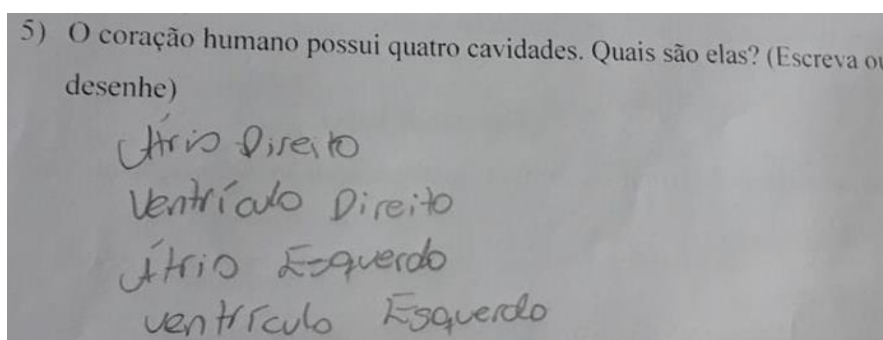 5) O coração humano possui quatro cavidades. Quais são elas? (Escreva ou
desenhe)
Átrio Direito
Ventrículo Direito
Átrio Esquerdo
ventrículo Esquerdo